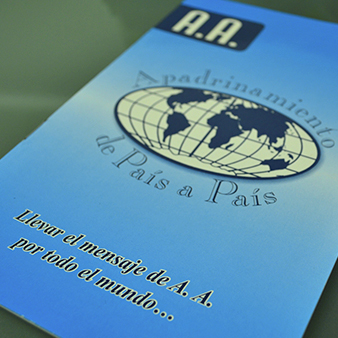 A.A.
Apadrinamiento
de País a País
Llevar el mensaje de A. A.
por todo el mundo...